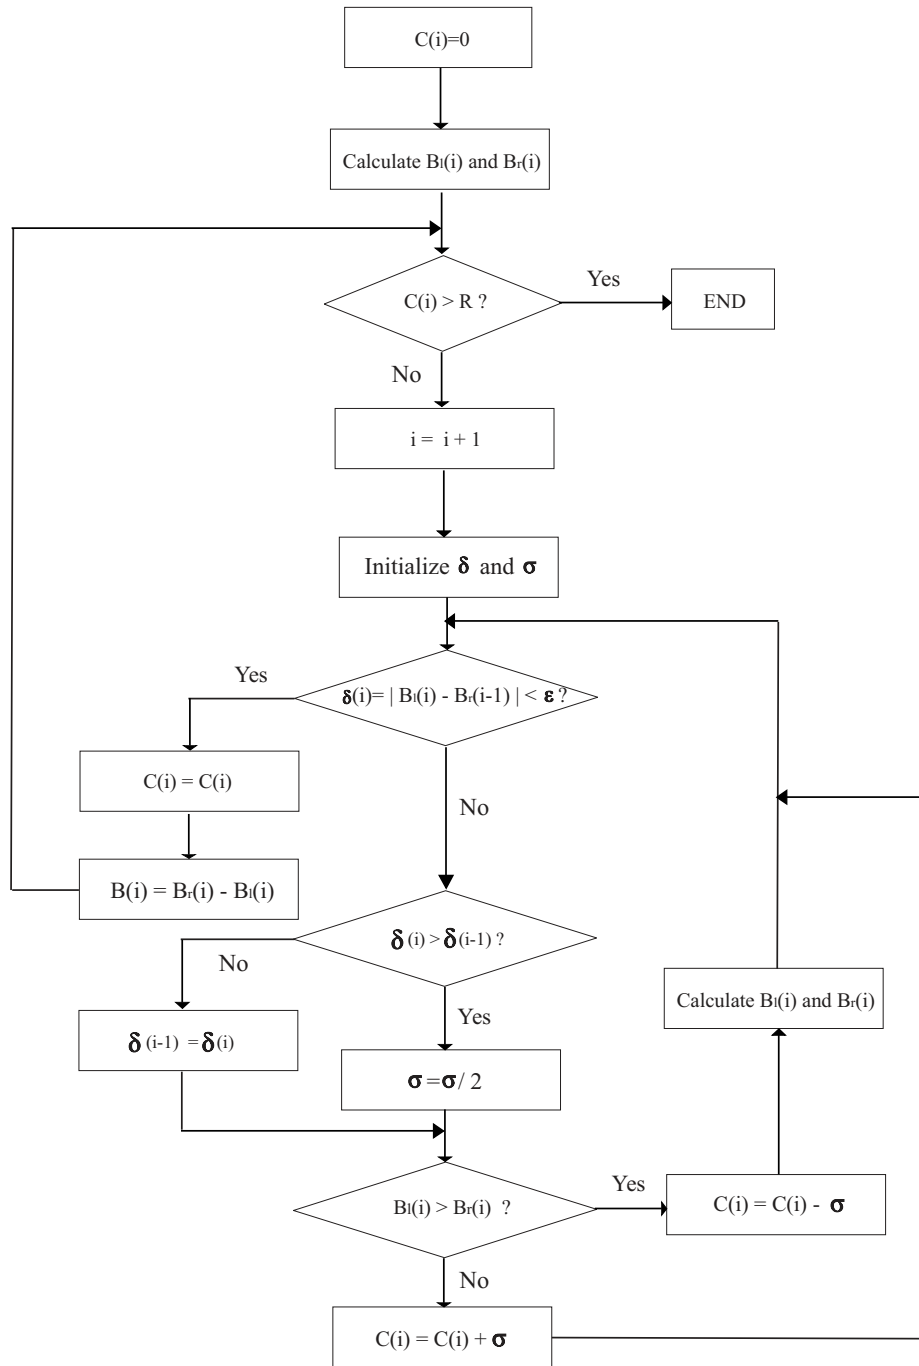 C(i)=0
Calculate Bl(i) and Br(i)
C(i) > R ?
Yes
END
No
i = i + 1
Initialize δ and σ
Yes
δ(i)= | Bl(i) - Br(i-1) | < ε ?
C(i) = C(i)
No
B(i) = Br(i) - Bl(i)
δ (i) > δ(i-1) ?
No
Calculate Bl(i) and Br(i)
Yes
δ (i-1) = δ(i)
σ = σ / 2
Yes
Bl(i) > Br(i) ?
C(i) = C(i) - σ
No
C(i) = C(i) + σ